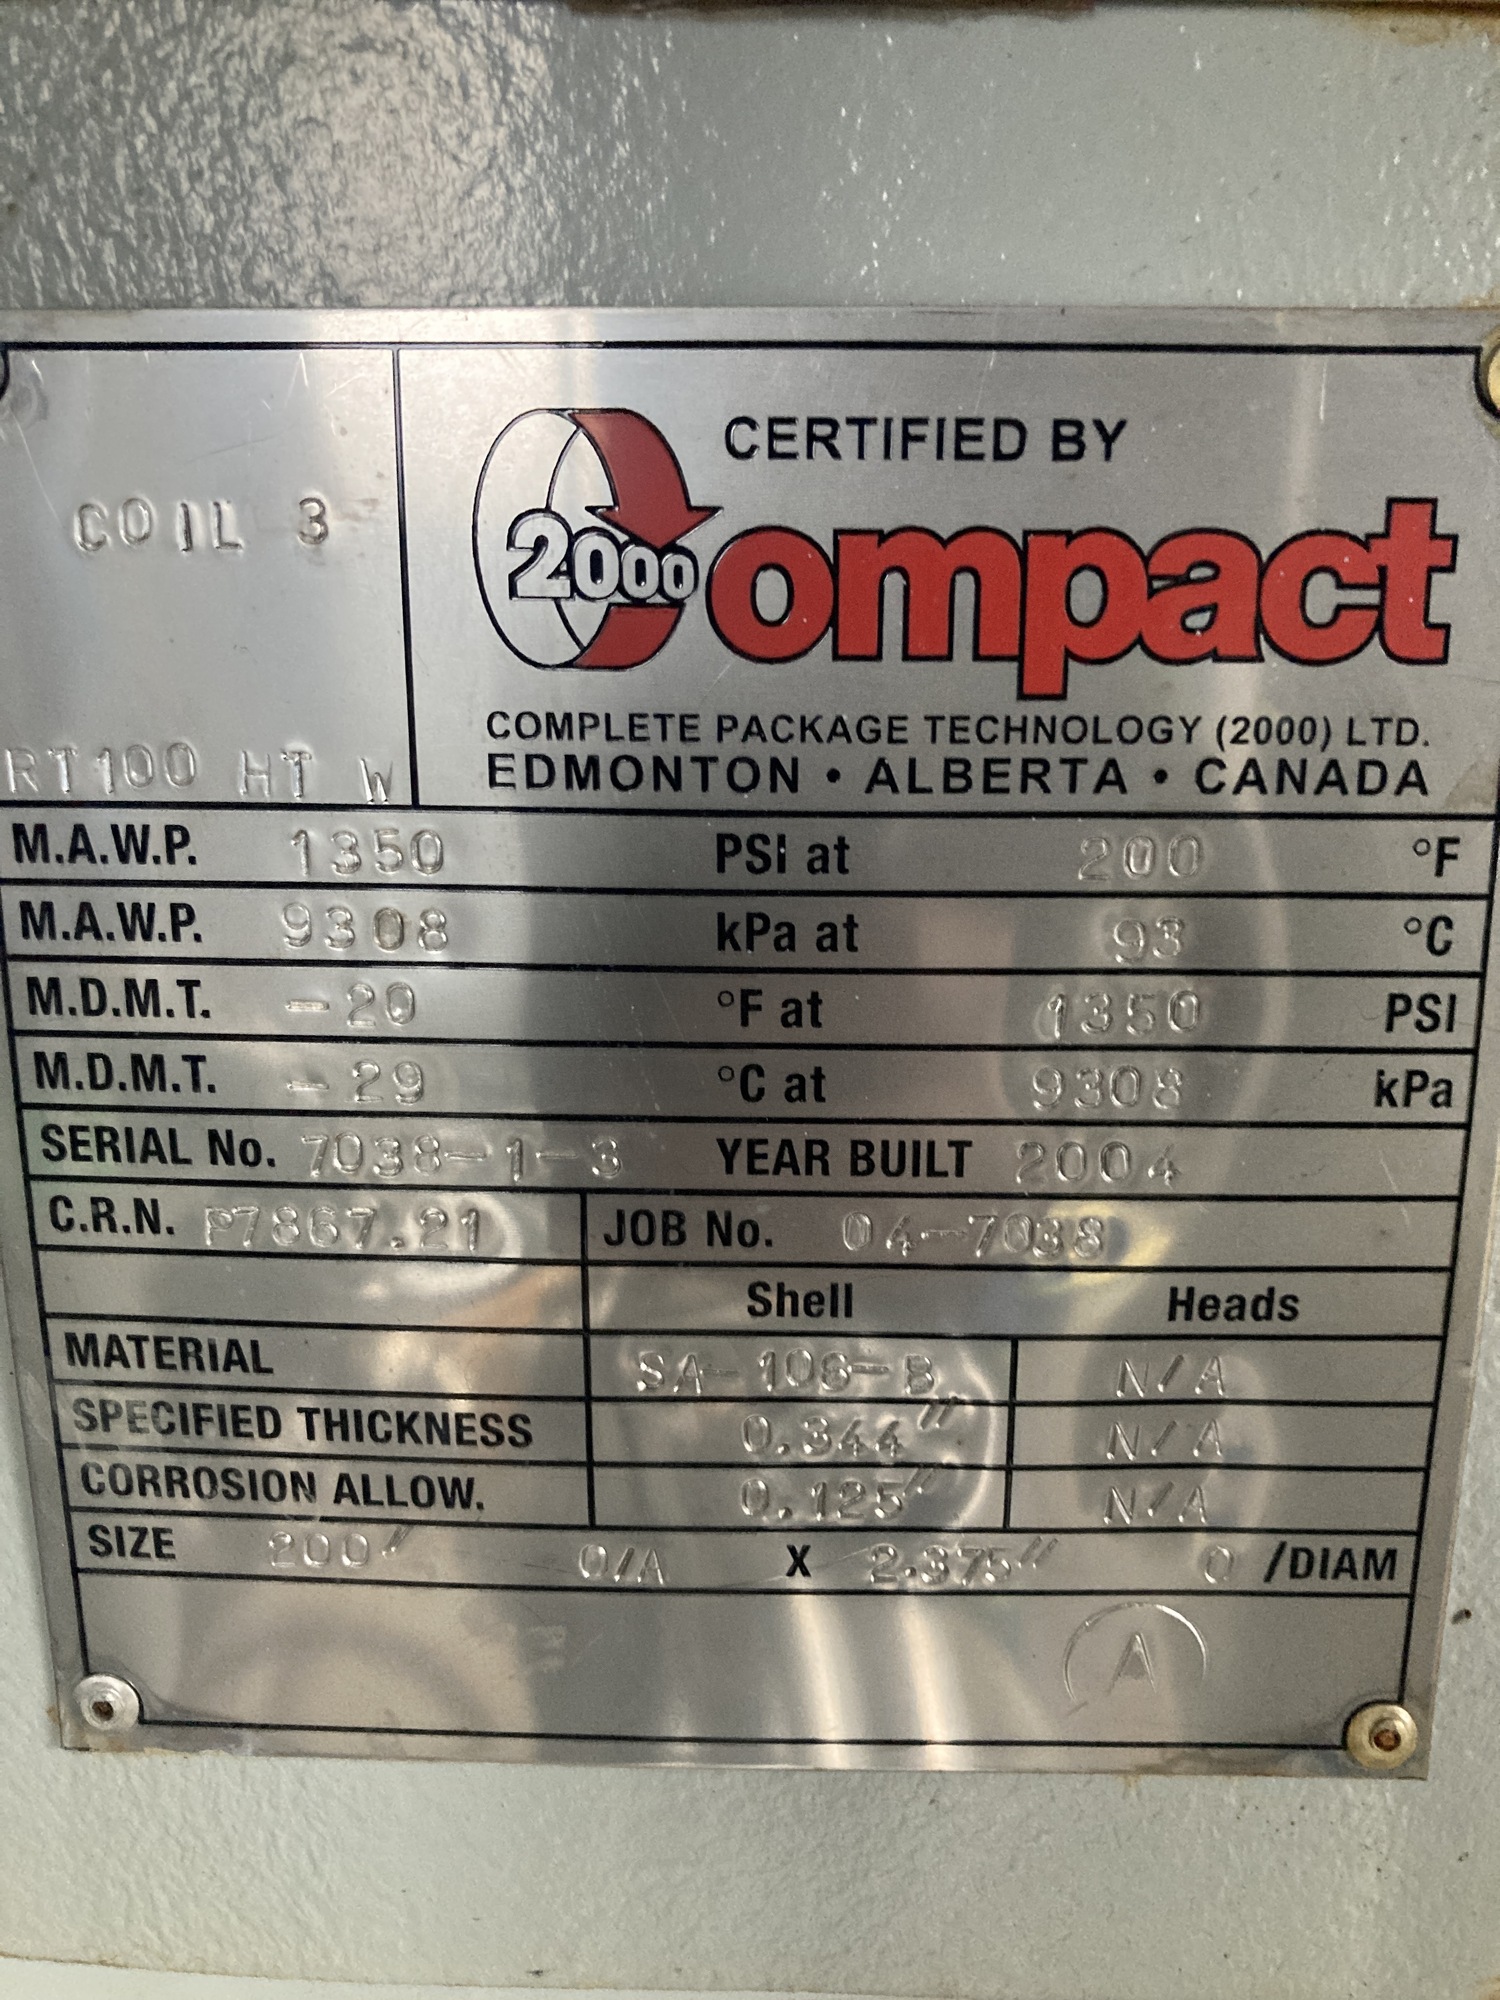 COIL 3
RT100 HT W
CERTIFIED BY
2000 Compact
COMPLETE PACKAGE TECHNOLOGY (2000) LTD.
EDMONTON • ALBERTA • CANADA
M.A.W.P. 1350 PSi at 200 °F
M.A.W.P. 9308 kPa at 93 °C
M.D.M.T. -20 °F at 1350 PSI
M.D.M.T. -29 °C at 9308 kPa
SERIAL No. 7038-1-3 YEAR BUILT 2004
C.R.N. P7867.21 JOB No. 04-7038
Shell Heads
MATERIAL SA-106-B N/A
SPECIFIED THICKNESS 0.344" N/A
CORROSION ALLOW. 0.125" N/A
SIZE 200" O/A X 2.375" O /DIAM
A